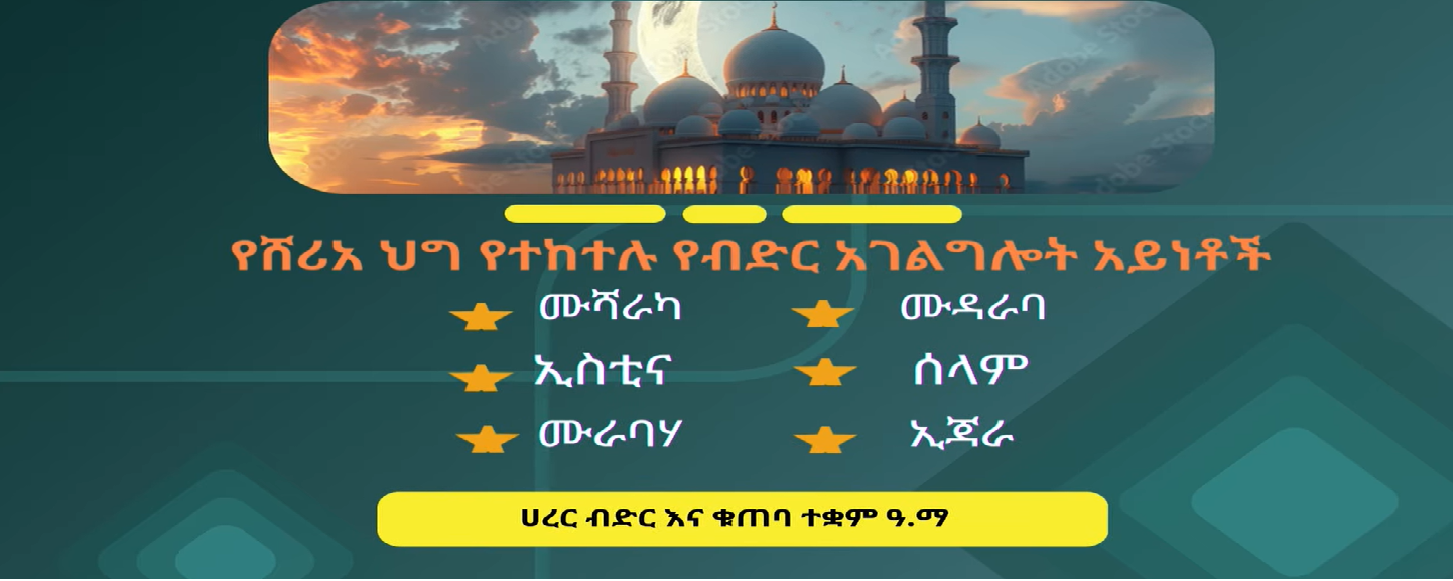 የሸሪአ ህግ የተከተሉ የብድር አገልግሎት አይነቶች
ሙሻራካ ሙዳራባ
ኢስቲና ሰላም
ሙራባሃ ኢጃራ
ሀረር ብድር እና ቁጠባ ተቋም ዓ.ማ